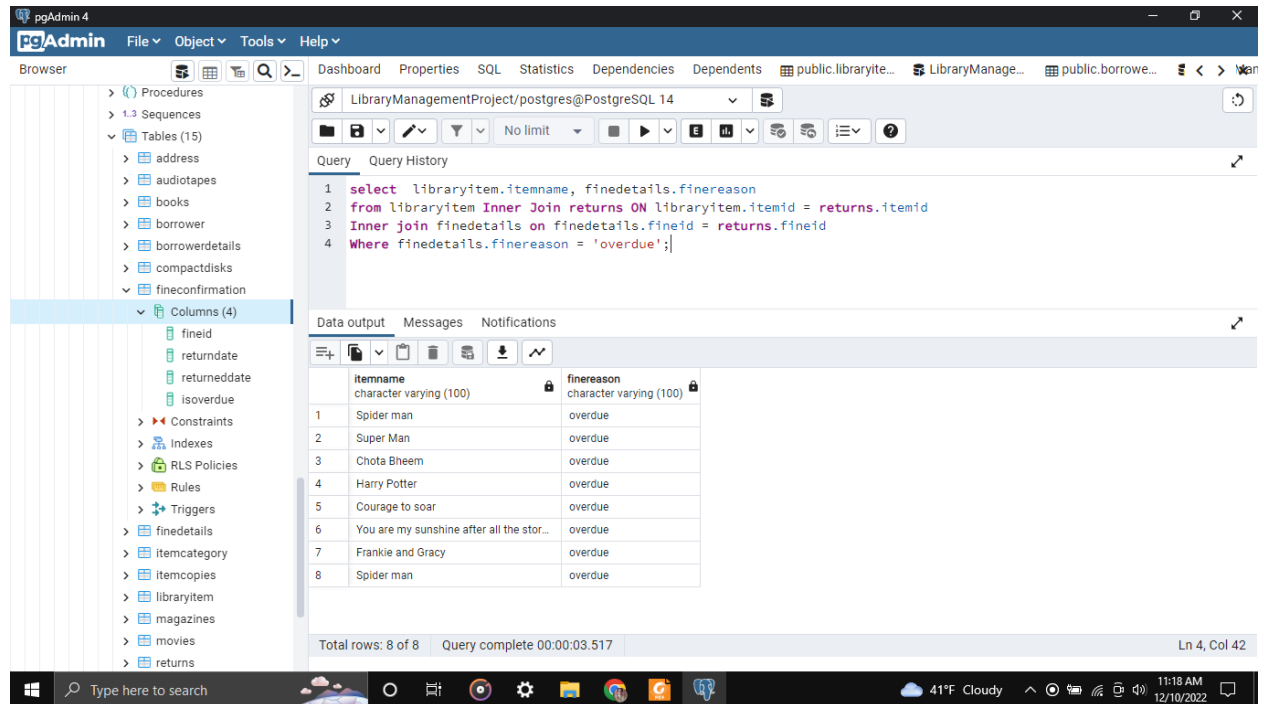 pgAdmin 4
pgAdmin File Object Tools Help
Browser
Dashboard Properties SQL Statistics Dependencies Dependents public.libraryite... LibraryManage... public.borrowe...
Procedures
1..3 Sequences
Tables (15)
address
audiotapes
books
borrower
borrowerdetails
compactdisks
fineconfirmation
Columns (4)
fineid
returndate
returneddate
isoverdue
Constraints
Indexes
RLS Policies
Rules
Triggers
finedetails
itemcategory
itemcopies
libraryitem
magazines
movies
returns
LibraryManagementProject/postgres@PostgreSQL 14
No limit
E
Query Query History
1 select libraryitem.itemname, finedetails.finereason
2 from libraryitem Inner Join returns ON libraryitem.itemid = returns.itemid
3 Inner join finedetails on finedetails.fineid = returns.fineid
4 Where finedetails.finereason = 'overdue';
Data output Messages Notifications
itemname finereason
character varying (100) character varying (100)
1 Spider man overdue
2 Super Man overdue
3 Chota Bheem overdue
4 Harry Potter overdue
5 Courage to soar overdue
6 You are my sunshine after all the stor... overdue
7 Frankie and Gracy overdue
8 Spider man overdue
Total rows: 8 of 8 Query complete 00:00:03.517 Ln 4, Col 42
Type here to search 41°F Cloudy 11:18 AM
12/10/2022